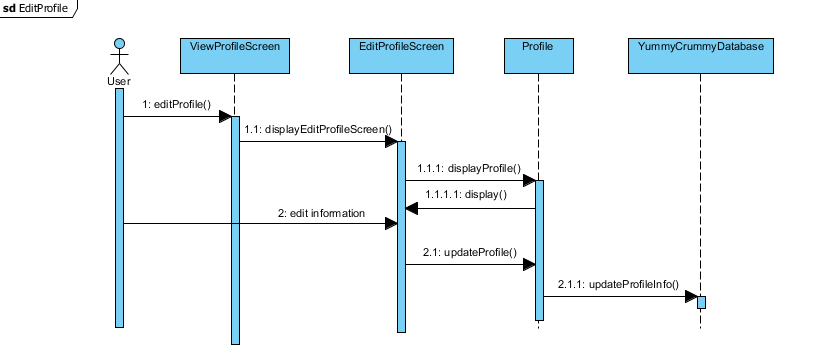 sd EditProfile
ViewProfileScreen
EditProfileScreen
Profile
YummyCrummyDatabase
User
1: editProfile()
1.1: displayEditProfileScreen()
1.1.1: displayProfile()
1.1.1.1: display()
2: edit information
2.1: updateProfile()
2.1.1: updateProfileInfo()